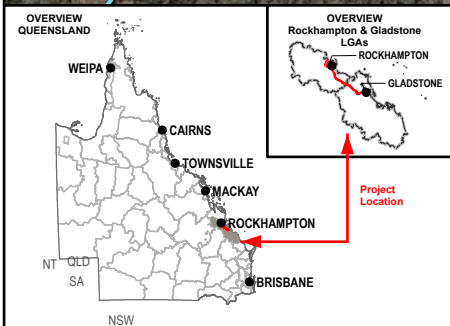 OVERVIEW
QUEENSLAND
WEIPA
CAIRNS
TOWNSVILLE
MACKAY
ROCKHAMPTON
BRISBANE
NT
QLD
SA
NSW
OVERVIEW
Rockhampton & Gladstone
LGAs
ROCKHAMPTON
GLADSTONE
Project
Location